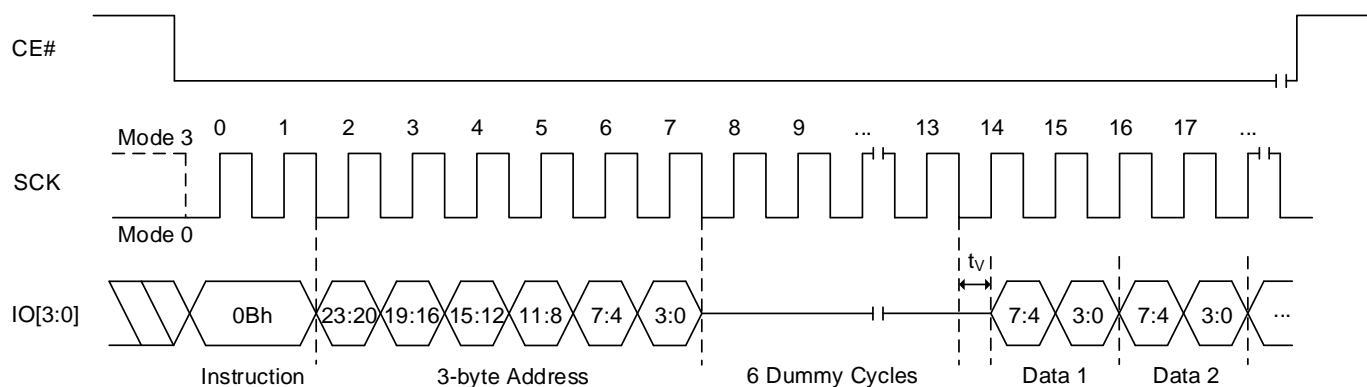 CE#
0 1 2 3 4 5 6 7 8 9 ... 13 14 15 16 17 ...
Mode 3
SCK
Mode 0
tV
IO[3:0] 0Bh 23:20 19:16 15:12 11:8 7:4 3:0 7:4 3:0 7:4 3:0 ...
Instruction 3-byte Address 6 Dummy Cycles Data 1 Data 2